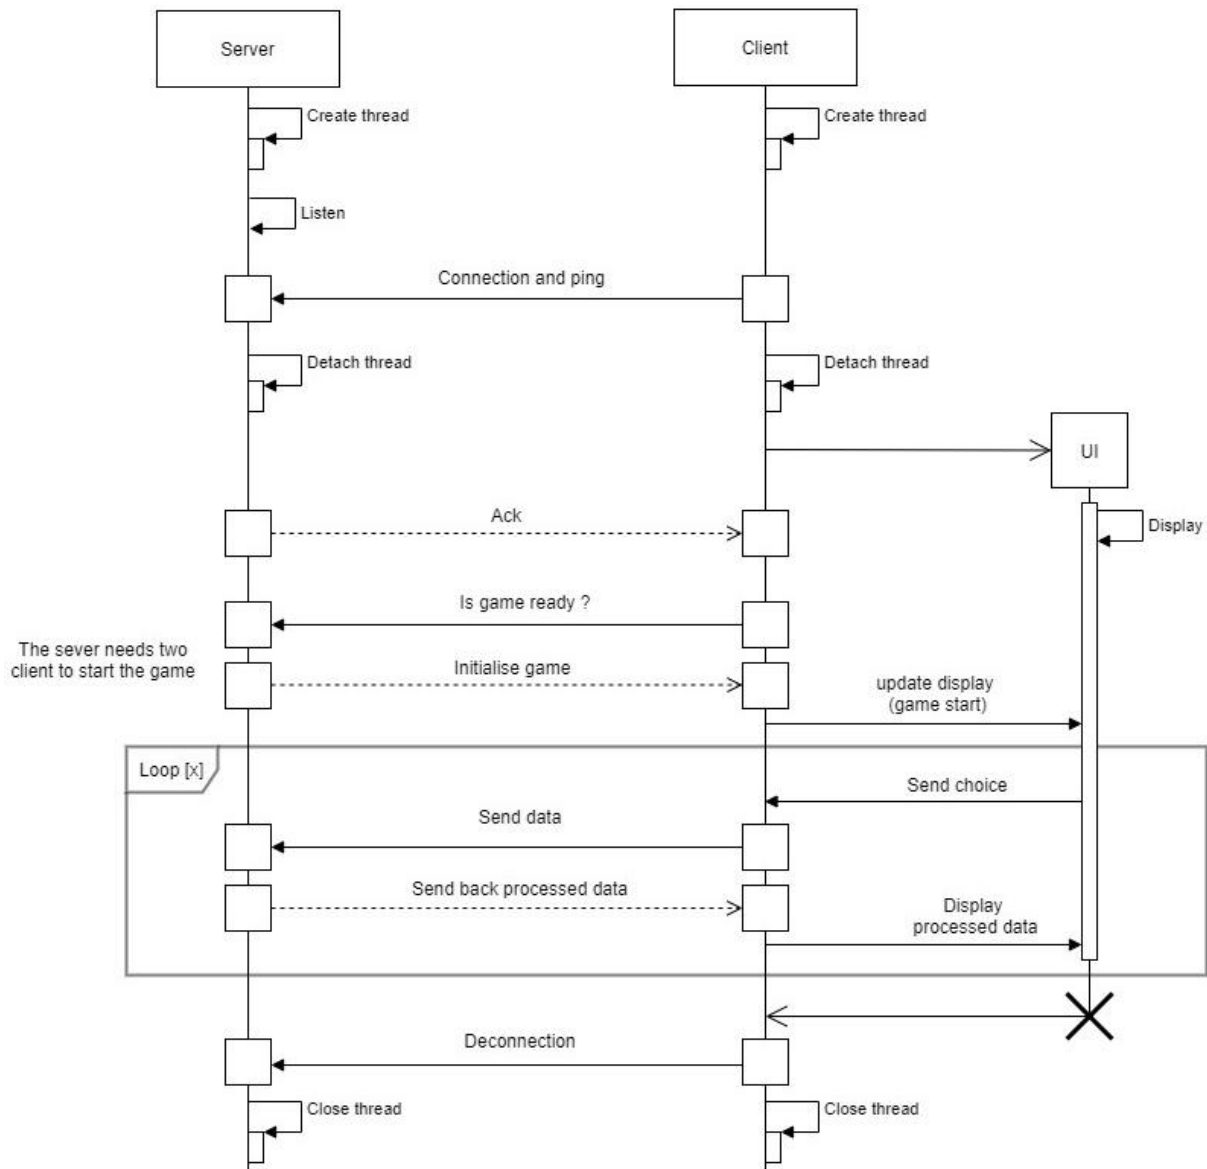 Server
Client
Create thread
Create thread
Listen
Connection and ping
Detach thread
Detach thread
UI
Ack
Display
Is game ready ?
The sever needs two
client to start the game
Initialise game
update display
(game start)
Loop [x]
Send choice
Send data
Send back processed data
Display
processed data
Deconnection
Close thread
Close thread